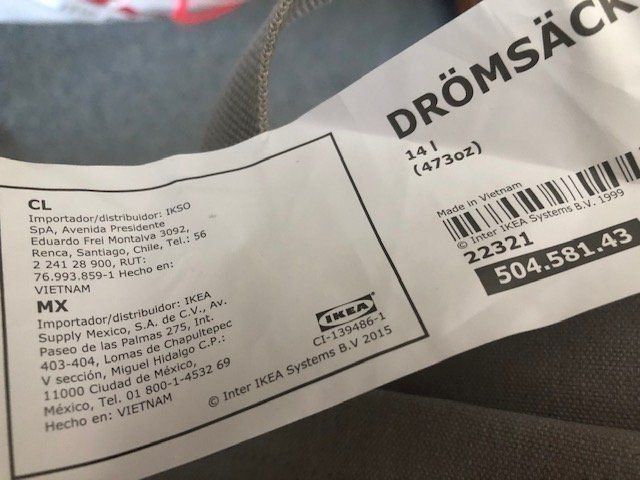 DRÖMSÄCK
14 l
(473oz)
Made in Vietnam
© Inter IKEA Systems B.V. 1999
22321
504.581.43
CL
Importador/distribuidor: IKSO
SpA, Avenida Presidente
Eduardo Frei Montalva 3092,
Renca, Santiago, Chile, Tel.: 56
2 241 28 900, RUT:
76.993.859-1 Hecho en:
VIETNAM
MX
Importador/distribuidor: IKEA
Supply Mexico, S.A. de C.V., Av.
Paseo de las Palmas 275, Int.
403-404, Lomas de Chapultepec
V sección, Miguel Hidalgo C.P.:
11000 Ciudad de México,
México, Tel. 01 800-1-4532 69
Hecho en: VIETNAM
IKEA
CI-139486-1
© Inter IKEA Systems B.V 2015